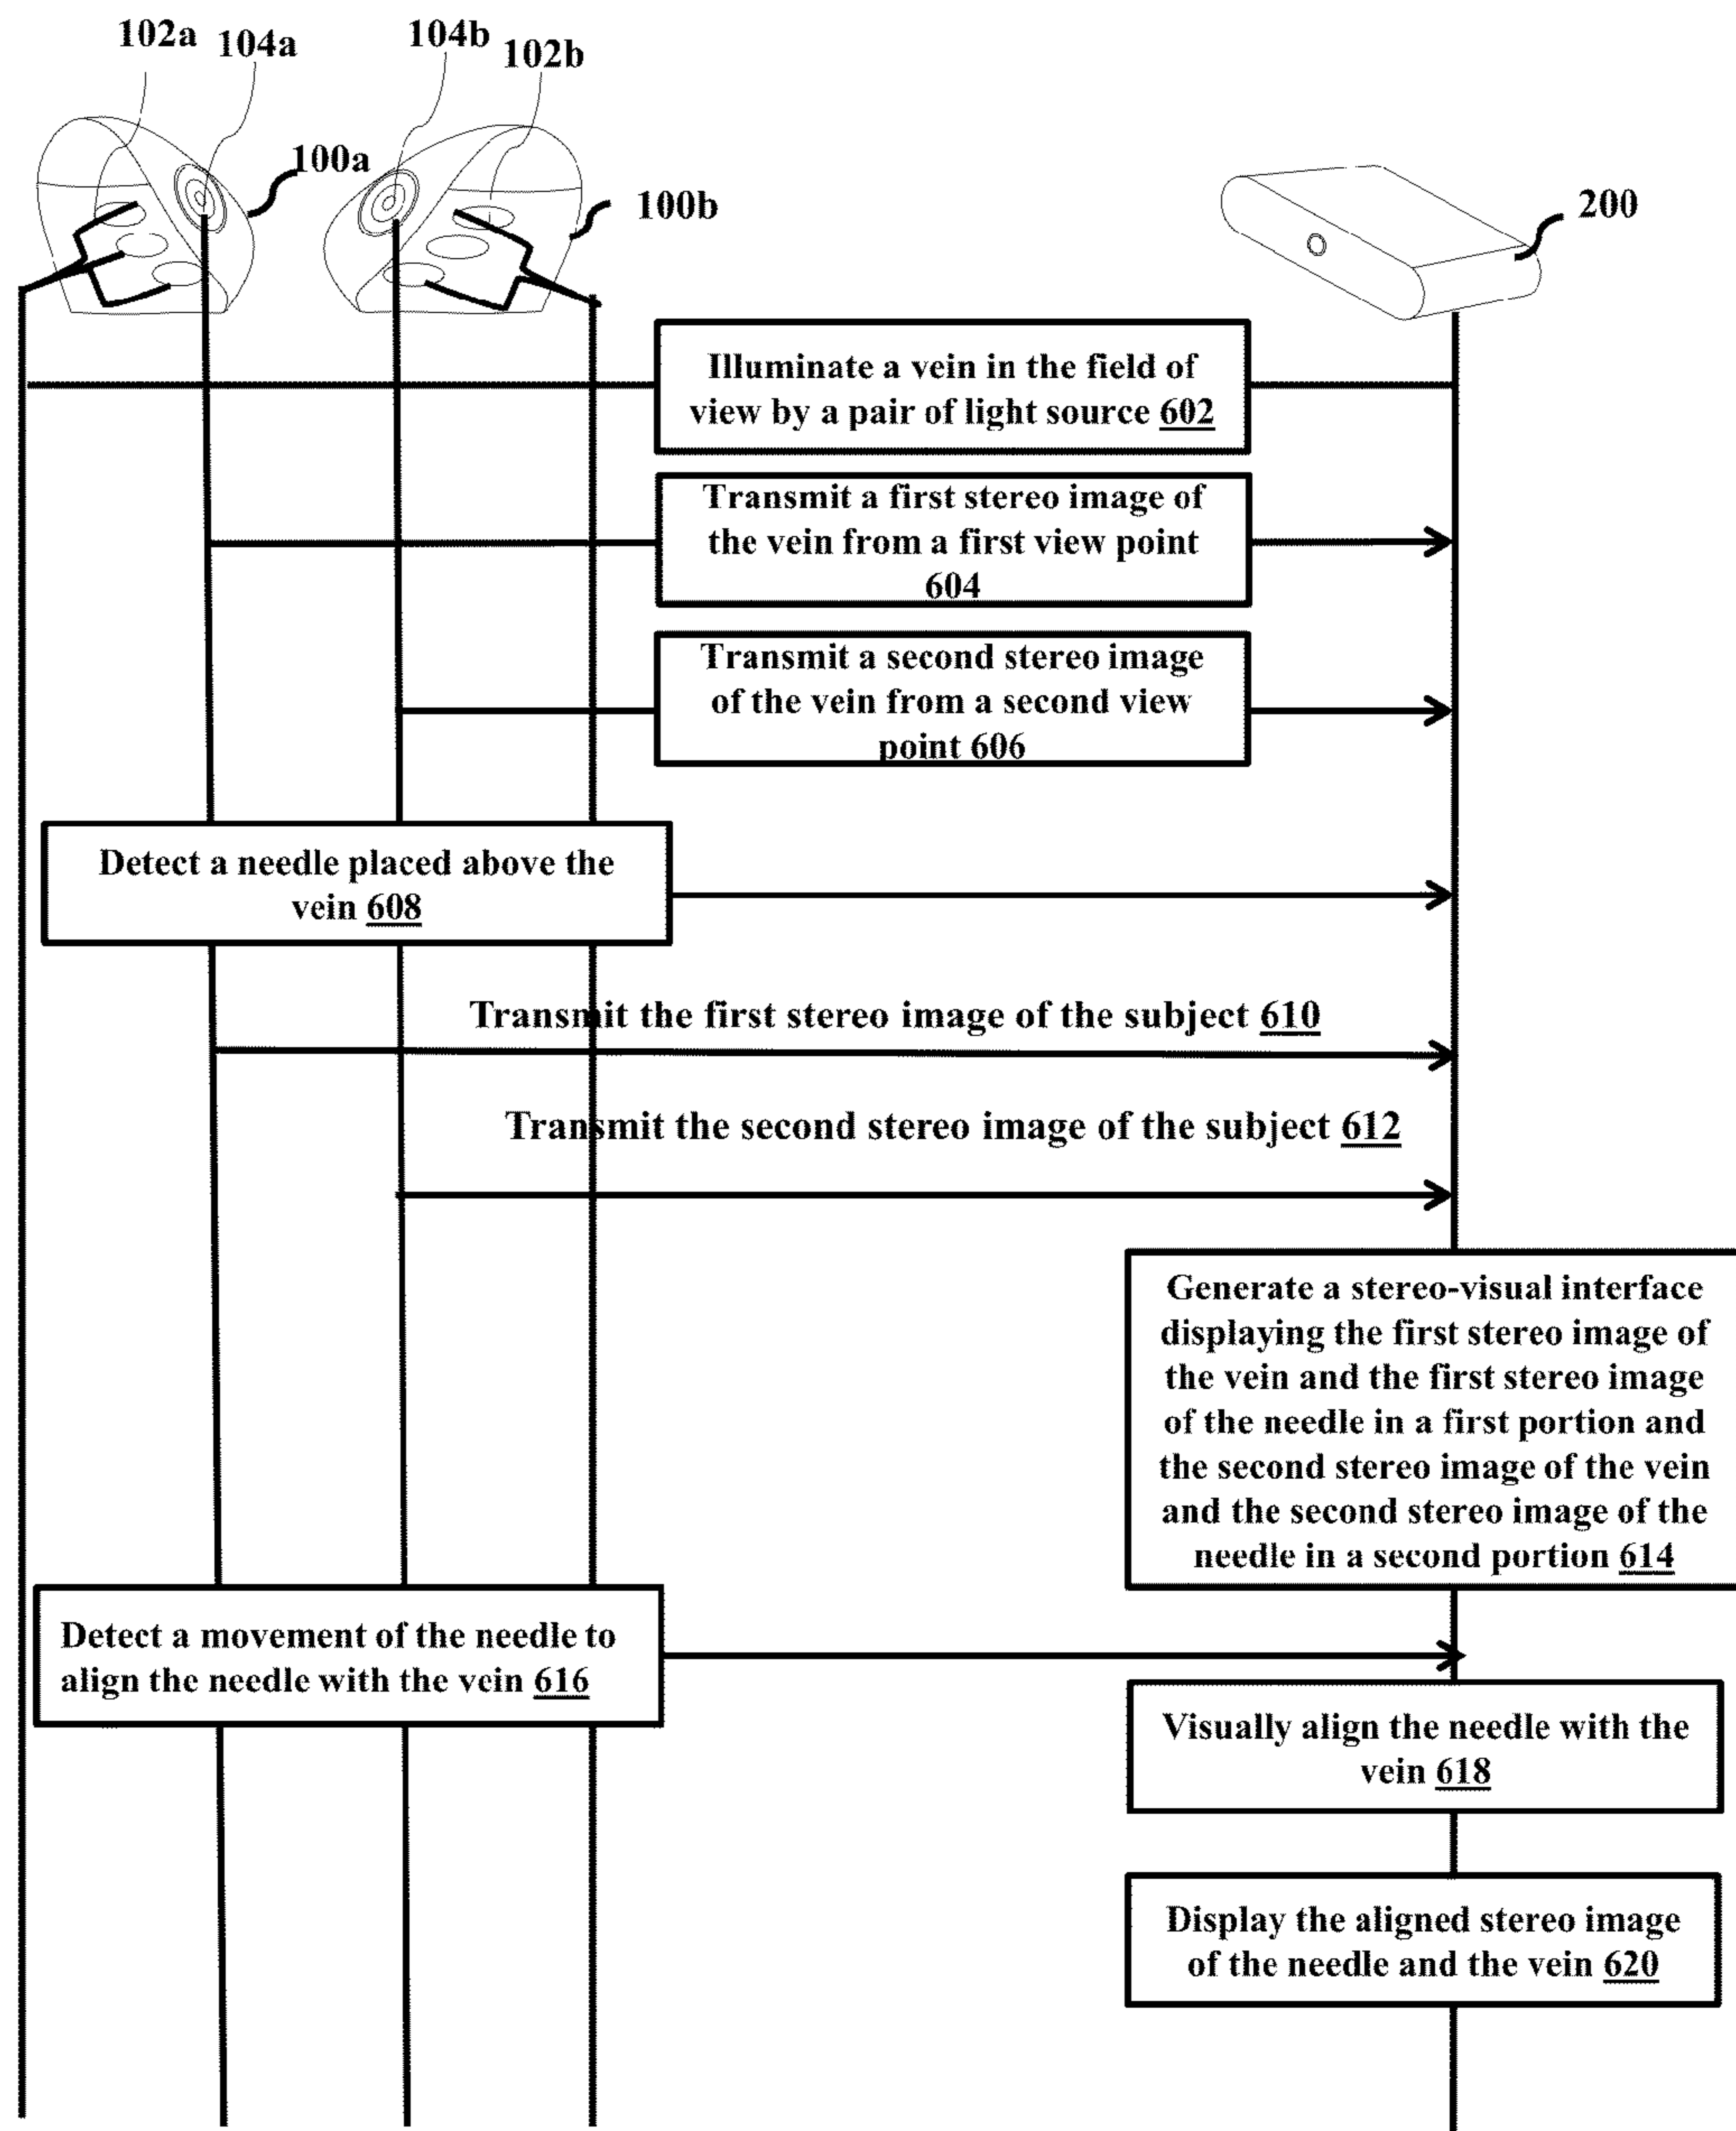 102a
104a
104b
102b
100a
100b
200
Illuminate a vein in the field of
view by a pair of light source 602
Transmit a first stereo image of
the vein from a first view point
604
Transmit a second stereo image
of the vein from a second view
point 606
Detect a needle placed above the
vein 608
Transmit the first stereo image of the subject 610
Transmit the second stereo image of the subject 612
Generate a stereo-visual interface
displaying the first stereo image of
the vein and the first stereo image
of the needle in a first portion and
the second stereo image of the vein
and the second stereo image of the
needle in a second portion 614
Detect a movement of the needle to
align the needle with the vein 616
Visually align the needle with the
vein 618
Display the aligned stereo image
of the needle and the vein 620